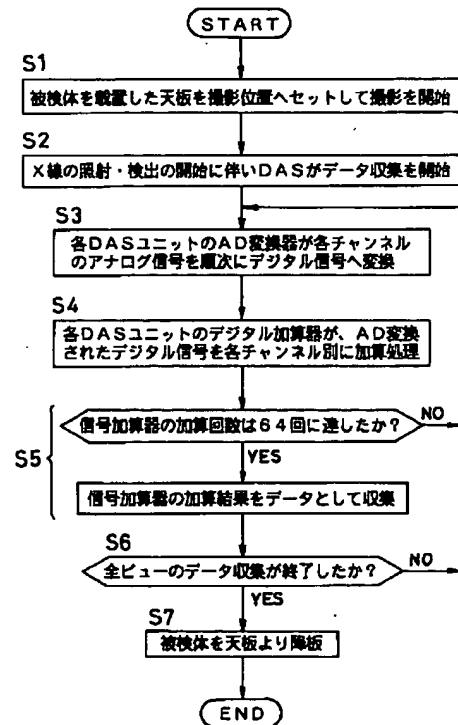 START
S1
被検体を載置した天板を撮影位置へセットして撮影を開始
S2
X線の照射・検出の開始に伴いDASがデータ収集を開始
S3
各DASユニットのAD変換器が各チャンネル
のアナログ信号を順次にデジタル信号へ変換
S4
各DASユニットのデジタル加算器が、AD変換
されたデジタル信号を各チャンネル別に加算処理
S5
信号加算器の加算回数は64回に達したか?
NO
YES
信号加算器の加算結果をデータとして収集
S6
全ビューのデータ収集が終了したか?
NO
YES
S7
被検体を天板より降板
END